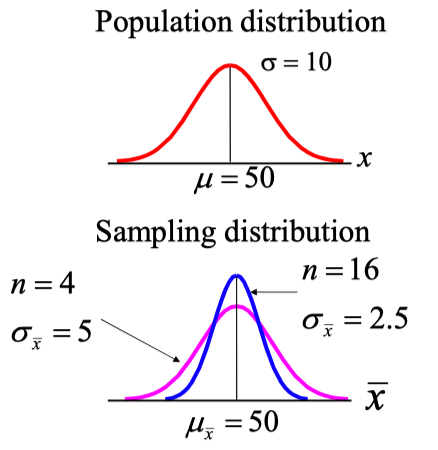 Population distribution
σ = 10
x
μ = 50
Sampling distribution
n = 4
n = 16
σ_x̄ = 5
σ_x̄ = 2.5
x̄
μ_x̄ = 50